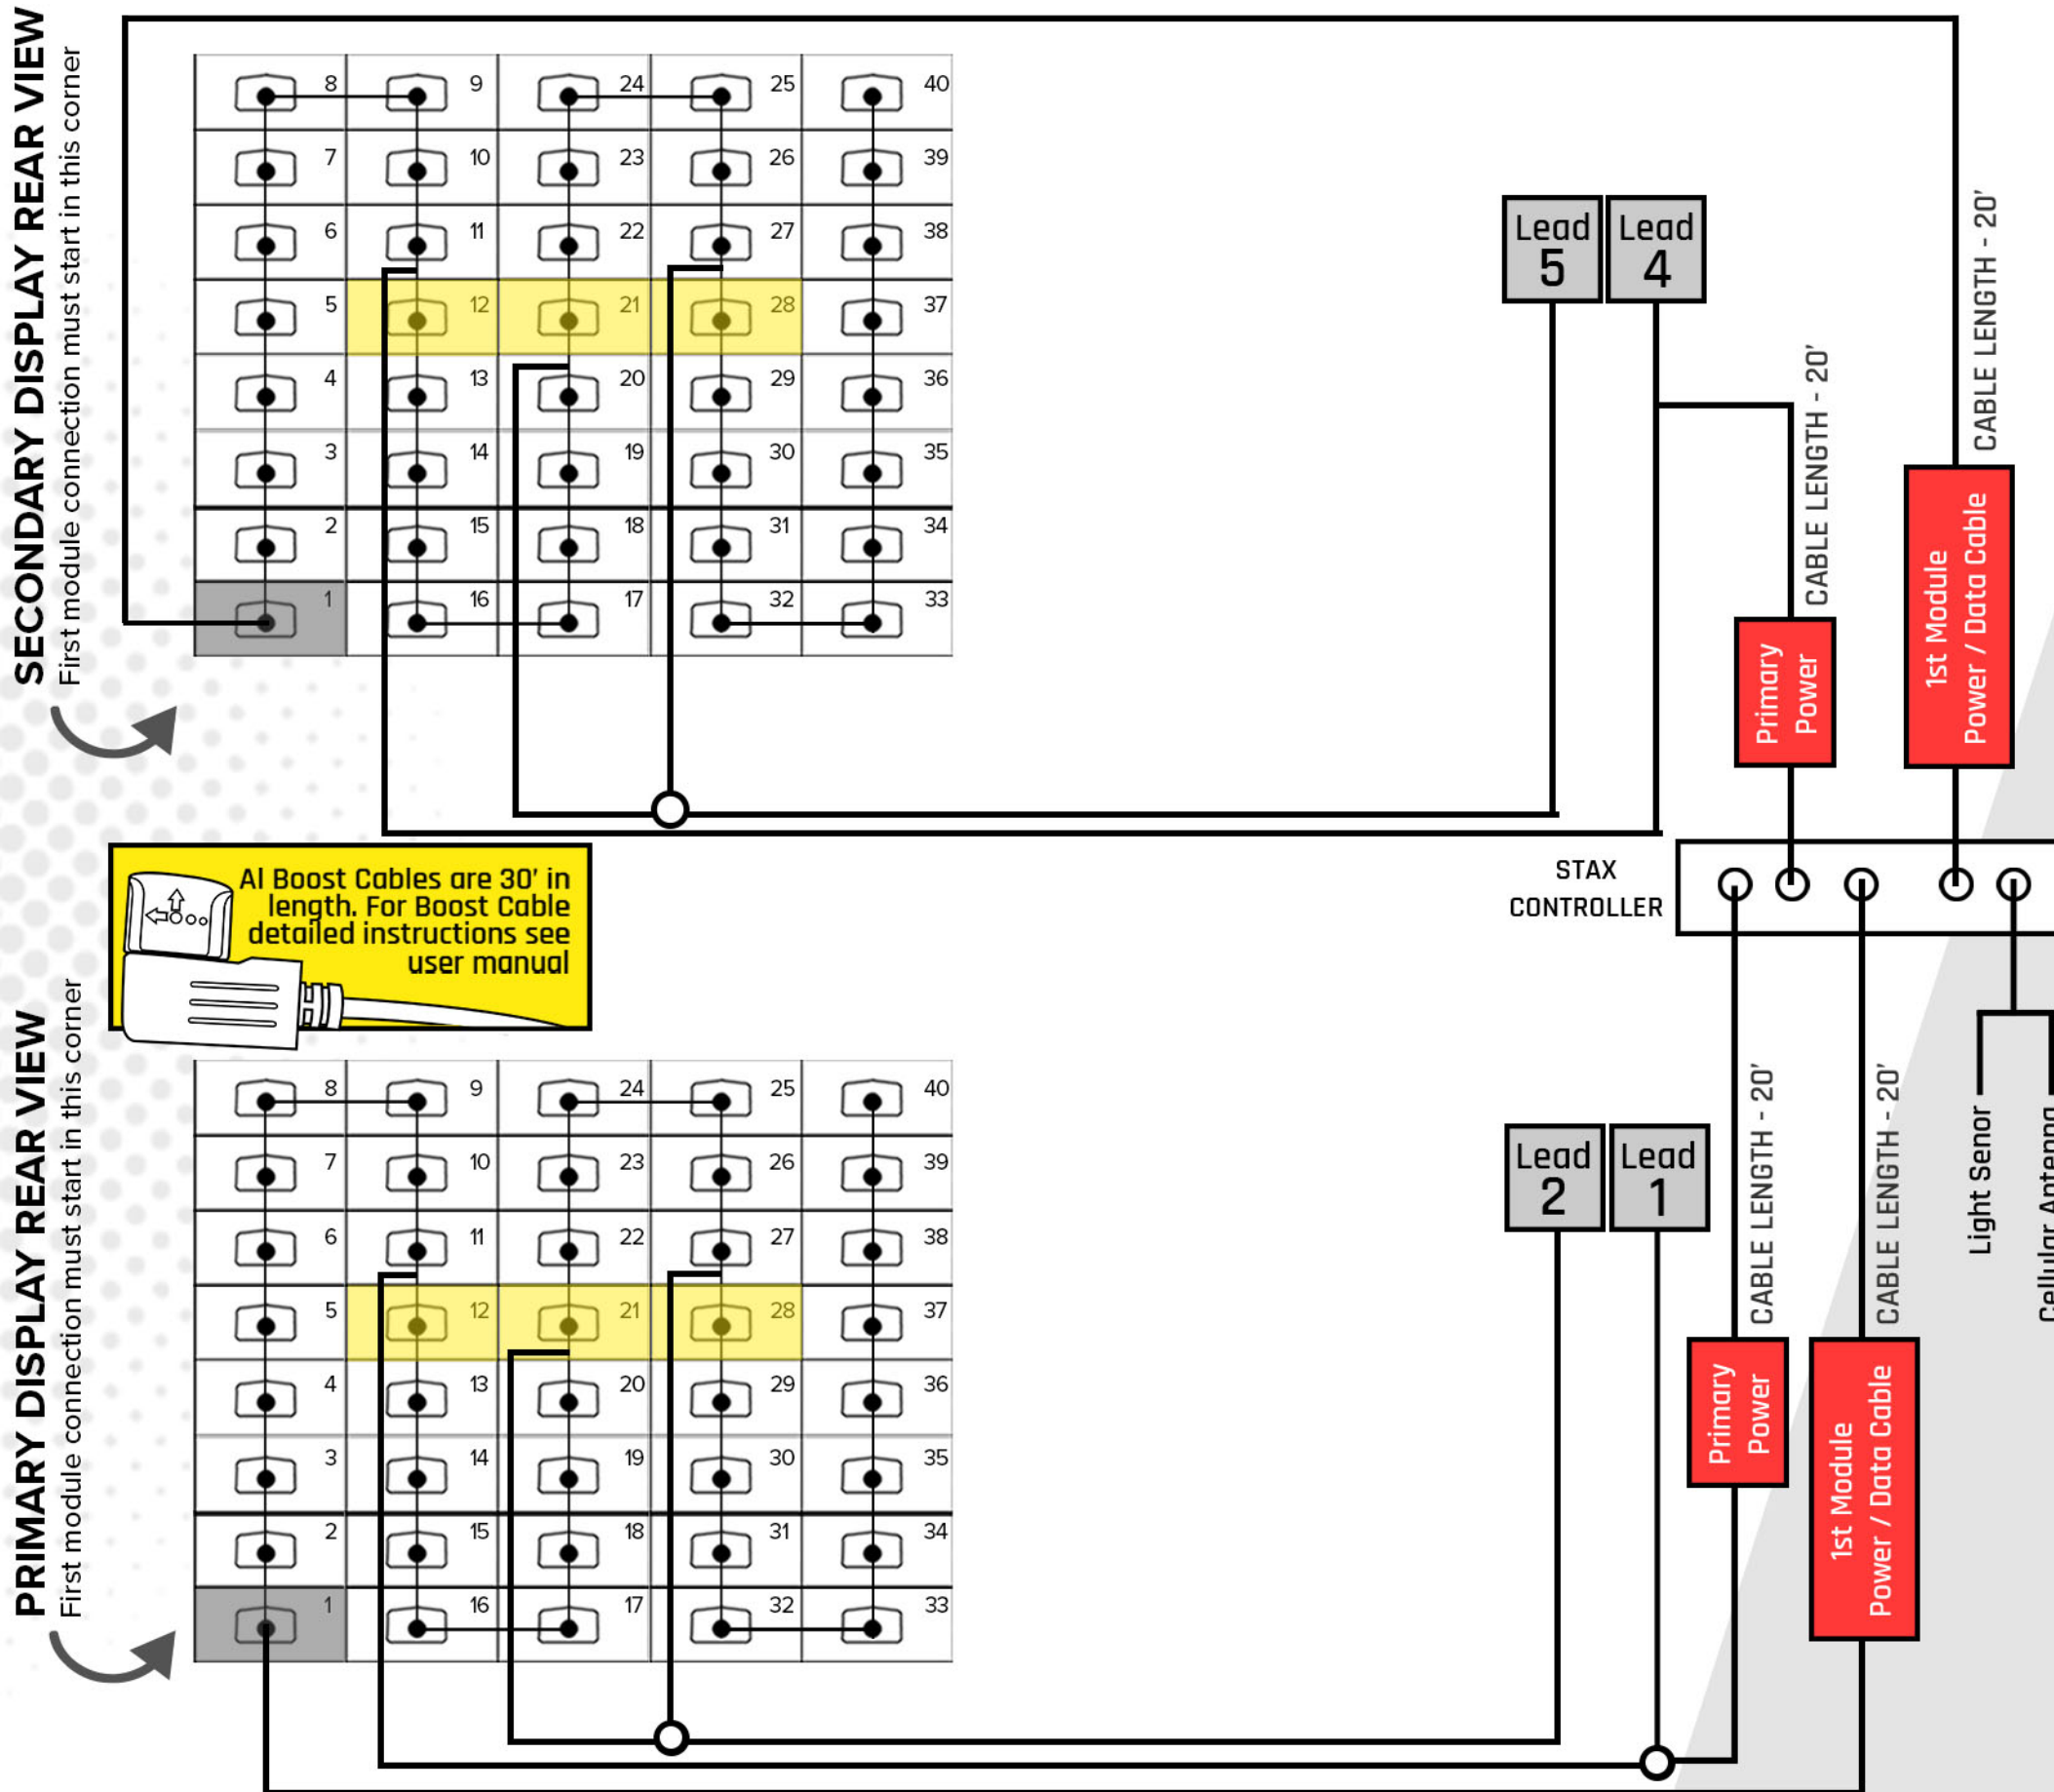 SECONDARY DISPLAY REAR VIEW
First module connection must start in this corner
8 9 24 25 40
7 10 23 26 39
6 11 22 27 38
5 12 21 28 37
4 13 20 29 36
3 14 19 30 35
2 15 18 31 34
1 16 17 32 33
Lead
5
Lead
4
CABLE LENGTH - 20'
CABLE LENGTH - 20'
Primary
Power
1st Module
Power / Data Cable
STAX
CONTROLLER
Al Boost Cables are 30' in
length. For Boost Cable
detailed instructions see
user manual
PRIMARY DISPLAY REAR VIEW
First module connection must start in this corner
8 9 24 25 40
7 10 23 26 39
6 11 22 27 38
5 12 21 28 37
4 13 20 29 36
3 14 19 30 35
2 15 18 31 34
1 16 17 32 33
Lead
2
Lead
1
CABLE LENGTH - 20'
CABLE LENGTH - 20'
Primary
Power
1st Module
Power / Data Cable
Light Senor
Cellular Antenna